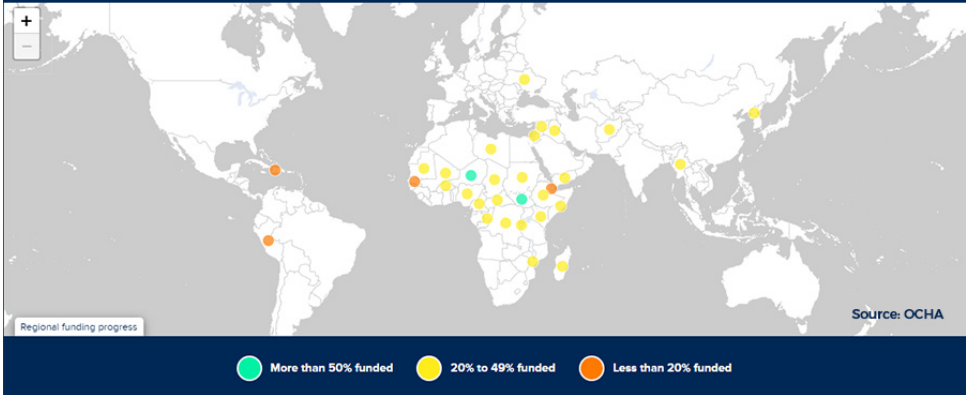 +
−
Source: OCHA
Regional funding progress
More than 50% funded
20% to 49% funded
Less than 20% funded